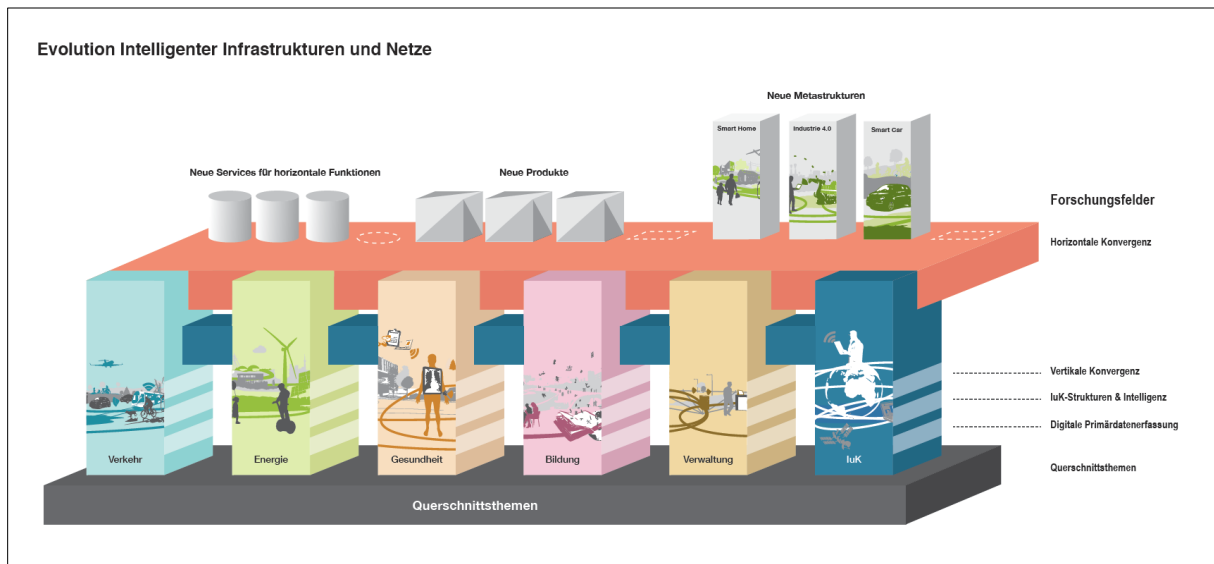 Evolution Intelligenter Infrastrukturen und Netze
Neue Metastrukturen
Smart Home
Industrie 4.0
Smart Car
Neue Services für horizontale Funktionen
Neue Produkte
Forschungsfelder
Horizontale Konvergenz
Vertikale Konvergenz
IuK-Strukturen & Intelligenz
Digitale Primärdatenerfassung
Querschnittsthemen
Verkehr
Energie
Gesundheit
Bildung
Verwaltung
IuK
Querschnittsthemen